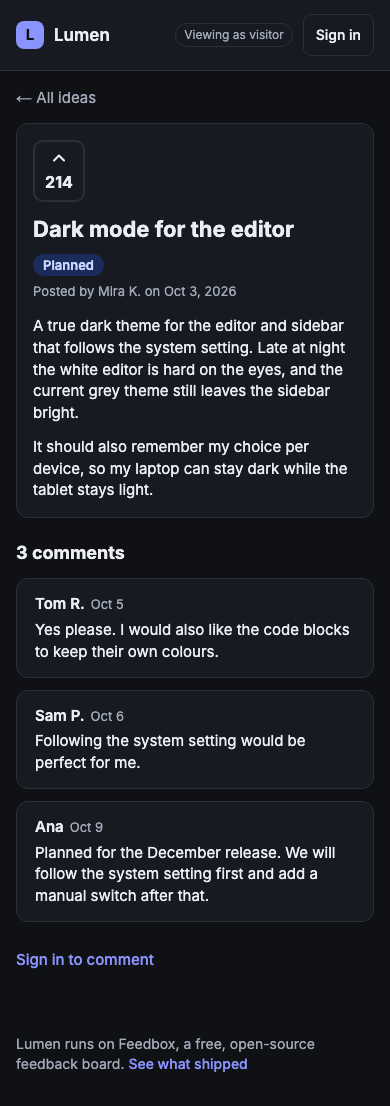 L Lumen Viewing as visitor Sign in
← All ideas
214
Dark mode for the editor
Planned
Posted by Mira K. on Oct 3, 2026
A true dark theme for the editor and sidebar
that follows the system setting. Late at night
the white editor is hard on the eyes, and the
current grey theme still leaves the sidebar
bright.
It should also remember my choice per
device, so my laptop can stay dark while the
tablet stays light.
3 comments
Tom R. Oct 5
Yes please. I would also like the code blocks
to keep their own colours.
Sam P. Oct 6
Following the system setting would be
perfect for me.
Ana Oct 9
Planned for the December release. We will
follow the system setting first and add a
manual switch after that.
Sign in to comment
Lumen runs on Feedbox, a free, open-source
feedback board. See what shipped